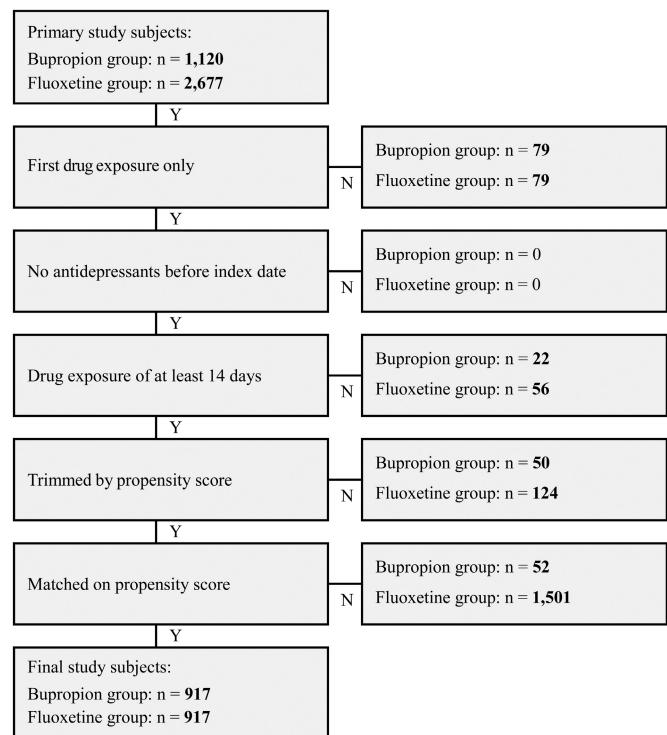 Primary study subjects:
Bupropion group: n = 1,120
Fluoxetine group: n = 2,677
Y
First drug exposure only
N
Bupropion group: n = 79
Fluoxetine group: n = 79
Y
No antidepressants before index date
N
Bupropion group: n = 0
Fluoxetine group: n = 0
Y
Drug exposure of at least 14 days
N
Bupropion group: n = 22
Fluoxetine group: n = 56
Y
Trimmed by propensity score
N
Bupropion group: n = 50
Fluoxetine group: n = 124
Y
Matched on propensity score
N
Bupropion group: n = 52
Fluoxetine group: n = 1,501
Y
Final study subjects:
Bupropion group: n = 917
Fluoxetine group: n = 917